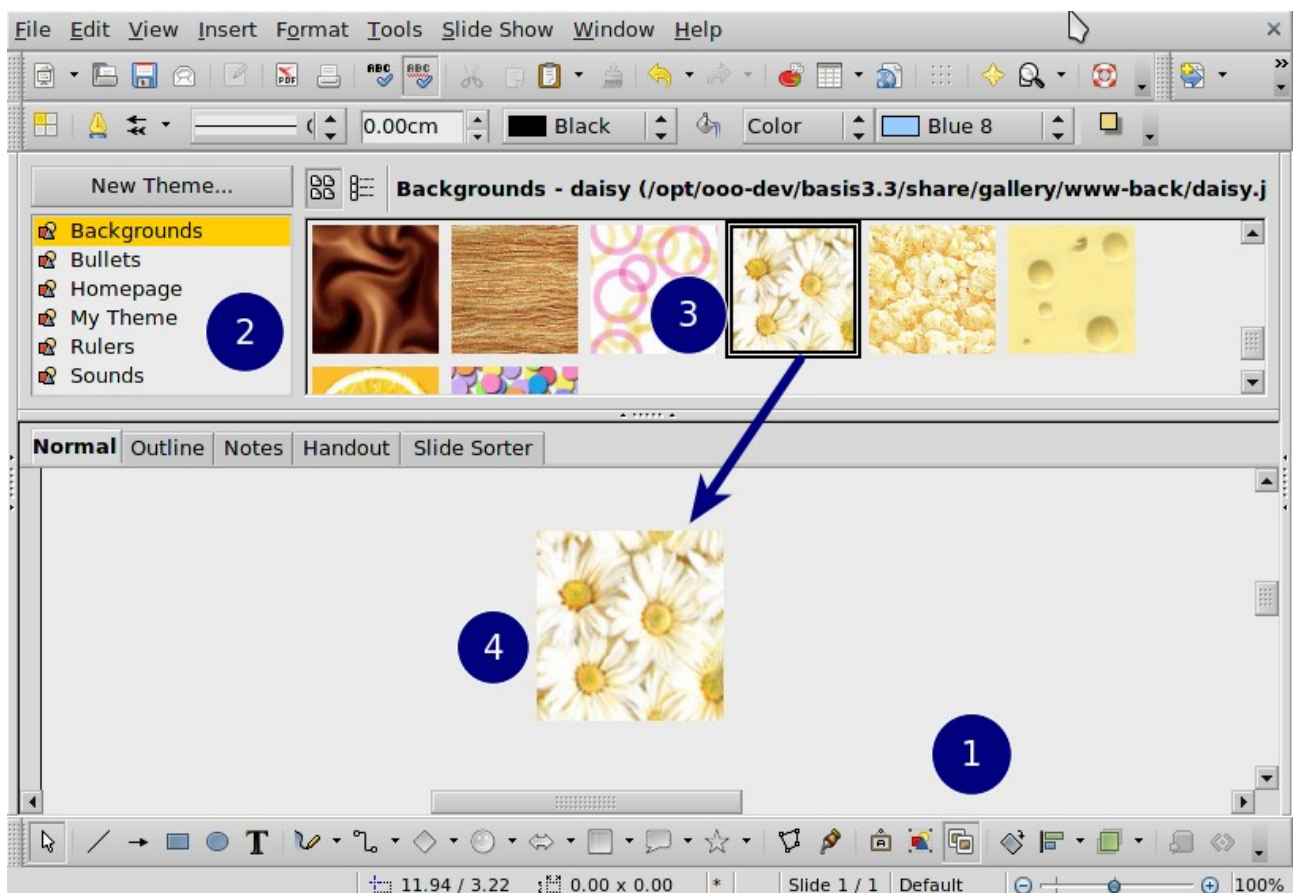 File Edit View Insert Format Tools Slide Show Window Help
PDF ABC ABC
0.00cm Black Color Blue 8
New Theme... Backgrounds - daisy (/opt/ooo-dev/basis3.3/share/gallery/www-back/daisy.j
Backgrounds
Bullets
Homepage
My Theme
Rulers
Sounds
2
3
Normal Outline Notes Handout Slide Sorter
4
1
T A
11.94 / 3.22 0.00 x 0.00 * Slide 1 / 1 Default 100%